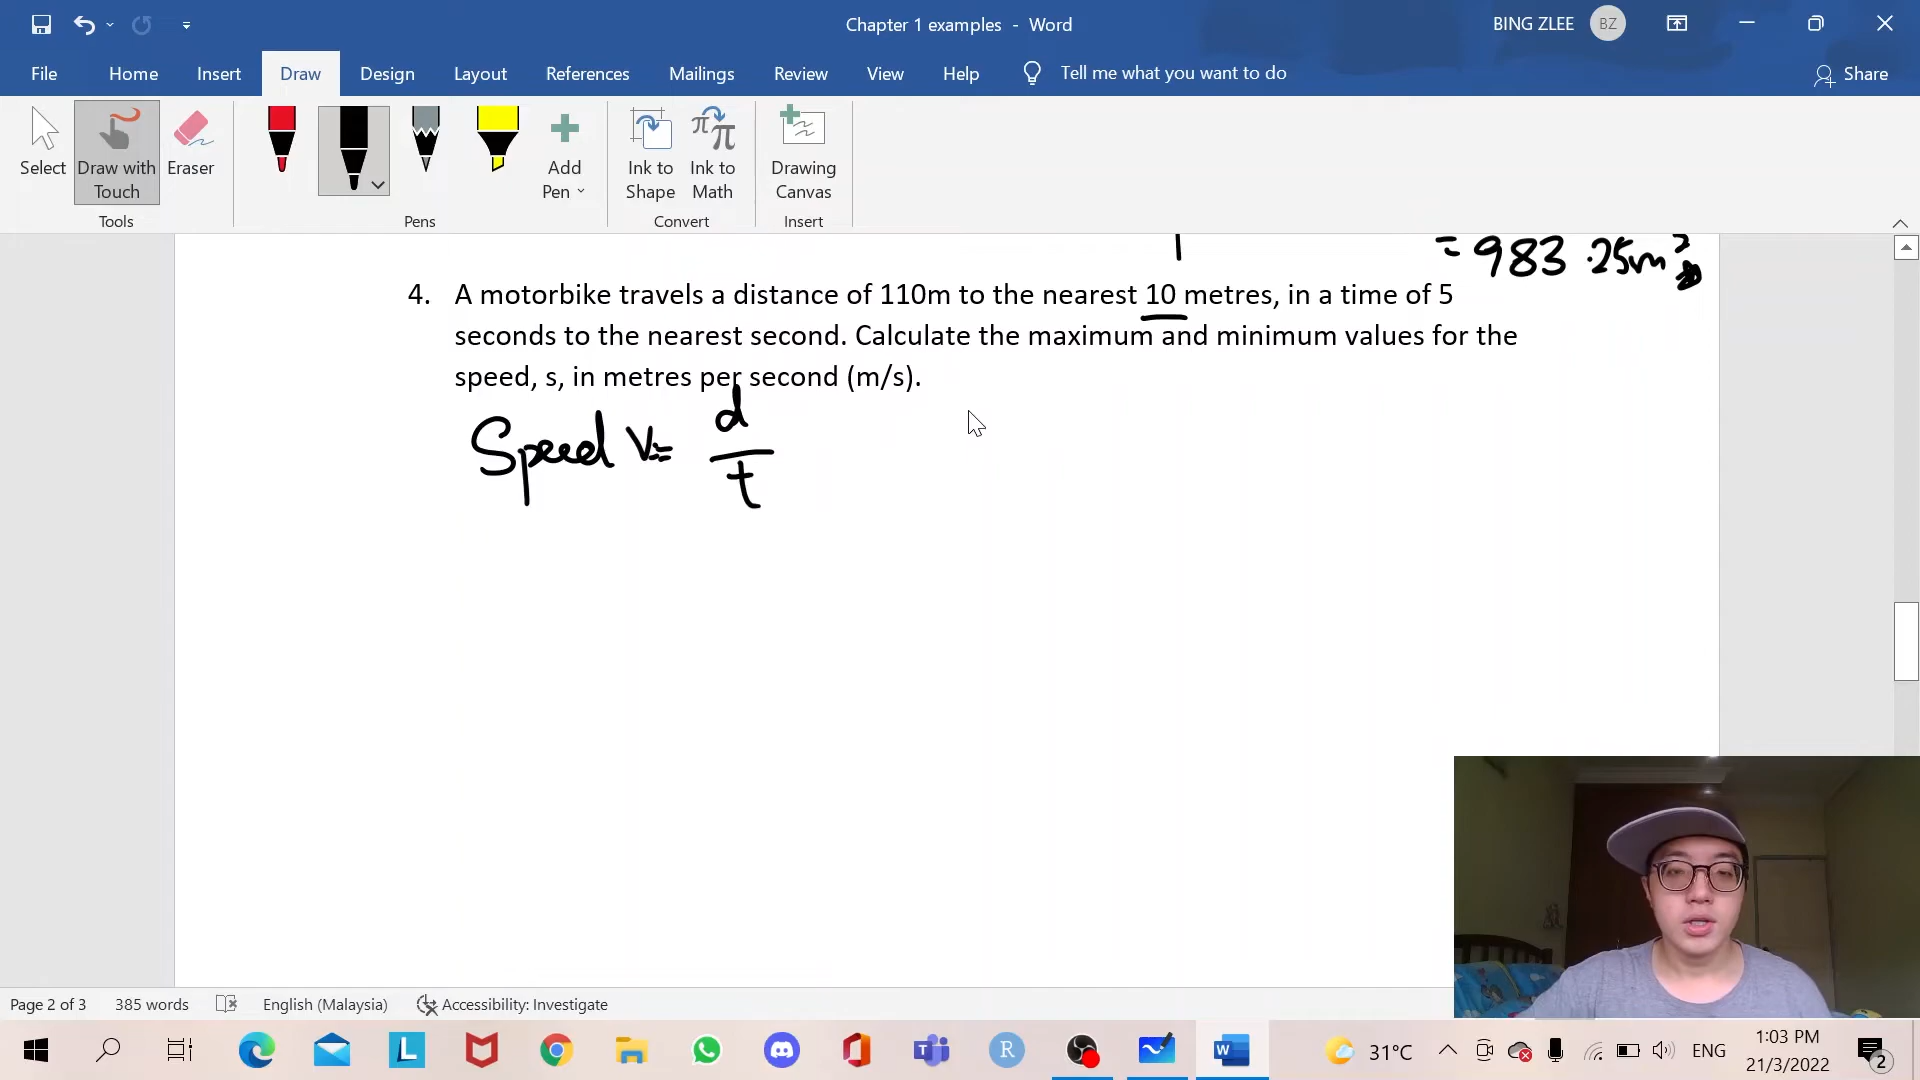 Chapter 1 examples - Word
BING ZLEE BZ
File Home Insert Draw Design Layout References Mailings Review View Help Tell me what you want to do Share
Select Draw with Touch Eraser Add Pen Ink to Shape Ink to Math Drawing Canvas
Tools Pens Convert Insert
= 983.25m²
4. A motorbike travels a distance of 110m to the nearest 10 metres, in a time of 5
seconds to the nearest second. Calculate the maximum and minimum values for the
speed, s, in metres per second (m/s).
Speed v = d
t
Page 2 of 3 385 words English (Malaysia) Accessibility: Investigate
31°C ENG 1:03 PM
21/3/2022 2